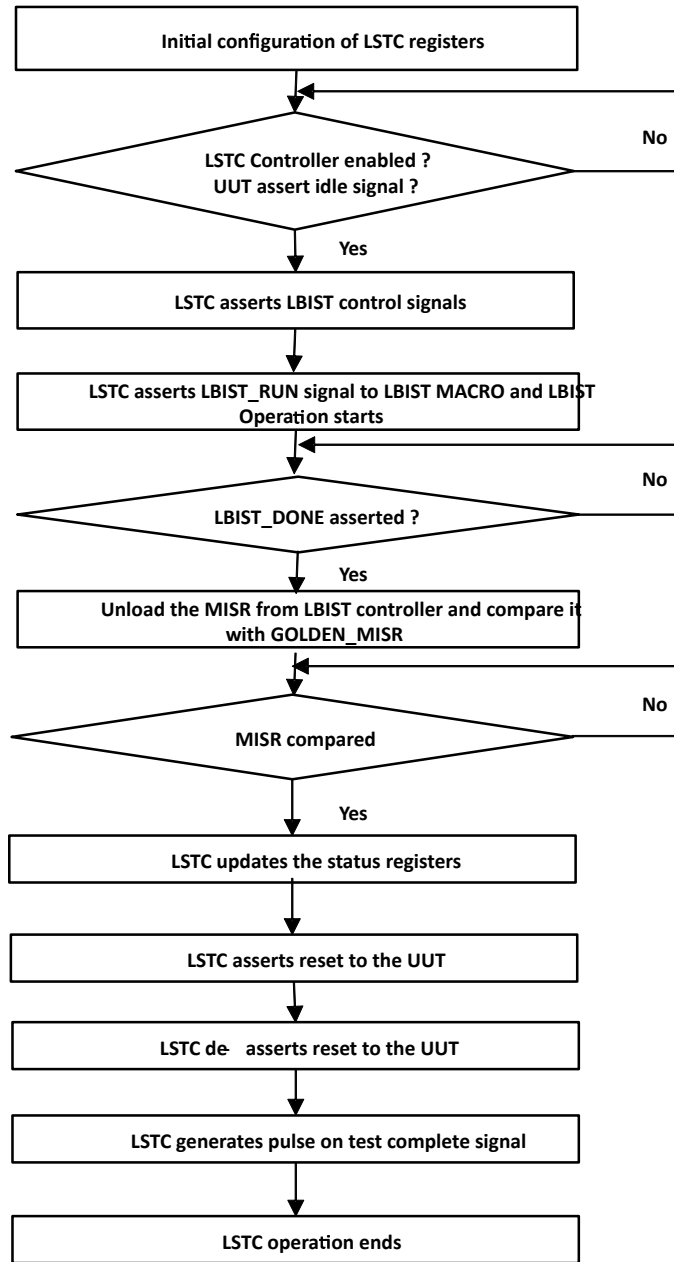 Initial configuration of LSTC registers
No
LSTC Controller enabled ?
UUT assert idle signal ?
Yes
LSTC asserts LBIST control signals
LSTC asserts LBIST_RUN signal to LBIST MACRO and LBIST
Operation starts
No
LBIST_DONE asserted ?
Yes
Unload the MISR from LBIST controller and compare it
with GOLDEN_MISR
No
MISR compared
Yes
LSTC updates the status registers
LSTC asserts reset to the UUT
LSTC de- asserts reset to the UUT
LSTC generates pulse on test complete signal
LSTC operation ends